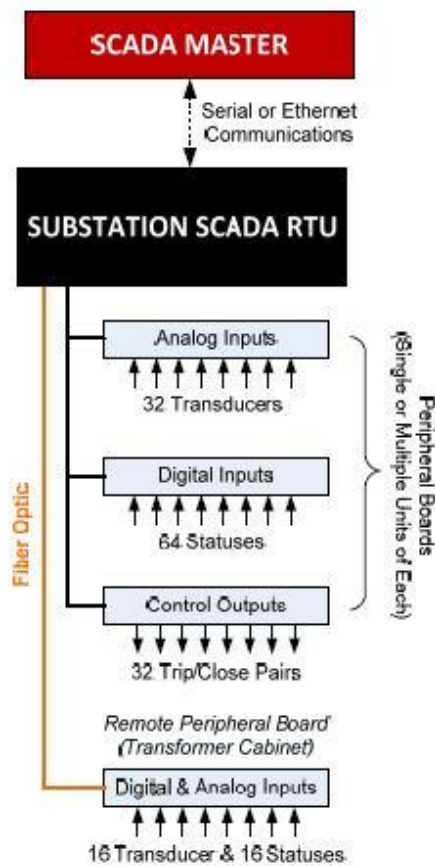 SCADA MASTER
Serial or Ethernet
Communications
SUBSTATION SCADA RTU
Analog Inputs
32 Transducers
Digital Inputs
64 Statuses
Control Outputs
32 Trip/Close Pairs
Peripheral Boards
(Single or Multiple Units of Each)
Fiber Optic
Remote Peripheral Board
(Transformer Cabinet)
Digital & Analog Inputs
16 Transducer & 16 Statuses